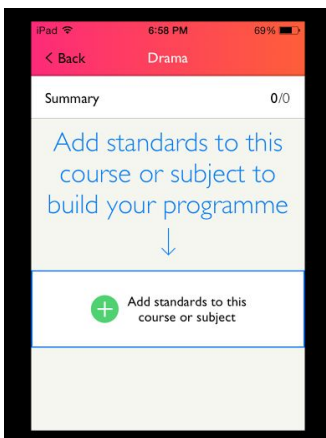 iPad 6:58 PM 69%
< Back Drama
Summary 0/0
Add standards to this
course or subject to
build your programme
↓
Add standards to this
course or subject